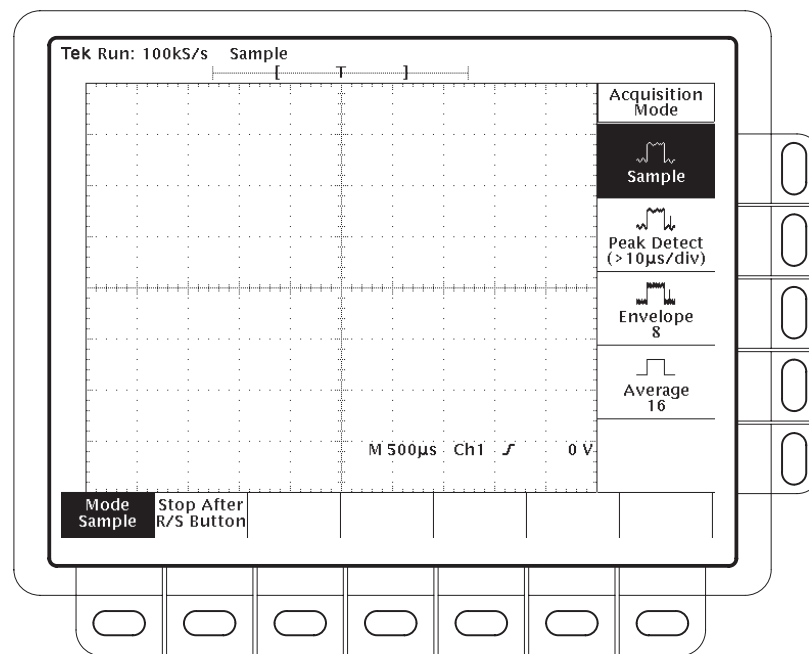 Tek Run: 100kS/s Sample
[ T ]
Acquisition
Mode
Sample
Peak Detect
(>10µs/div)
Envelope
8
Average
16
M 500µs Ch1 0 V
Mode
Sample
Stop After
R/S Button